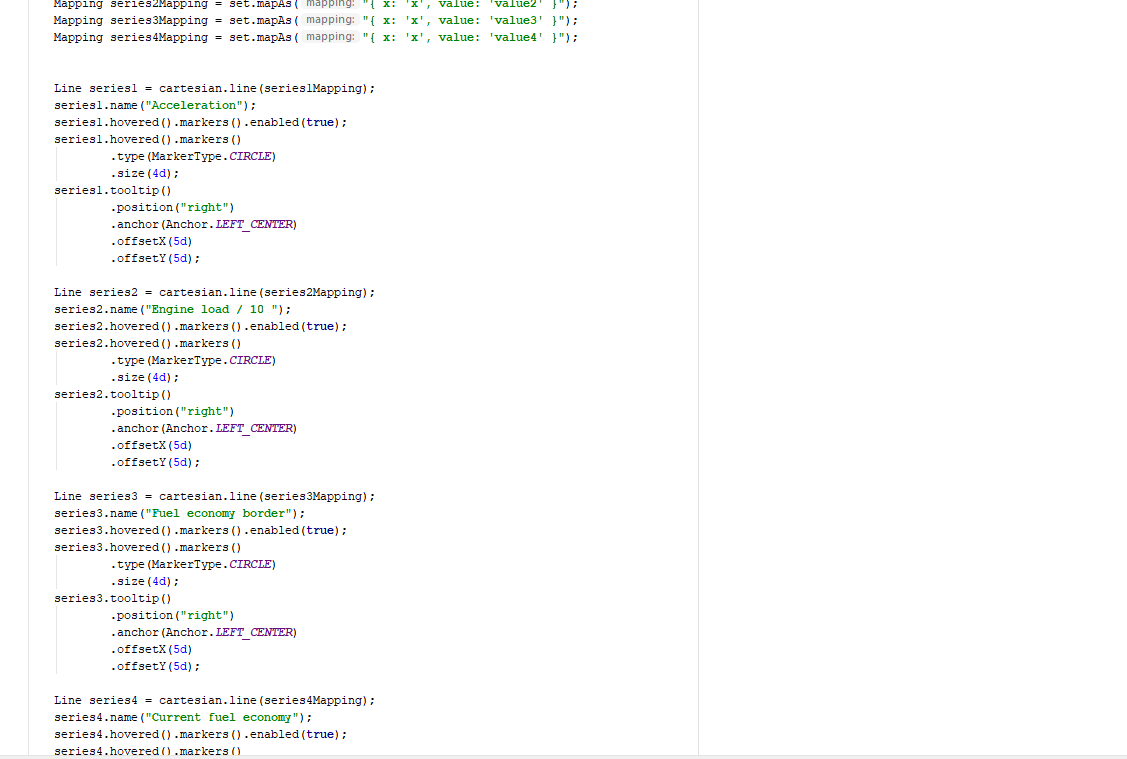 Mapping series2Mapping = set.mapAs( mapping: "{ x: 'x', value: 'value2' }");
Mapping series3Mapping = set.mapAs( mapping: "{ x: 'x', value: 'value3' }");
Mapping series4Mapping = set.mapAs( mapping: "{ x: 'x', value: 'value4' }");
Line series1 = cartesian.line(series1Mapping);
series1.name("Acceleration");
series1.hovered().markers().enabled(true);
series1.hovered().markers()
.type(MarkerType.CIRCLE)
.size(4d);
series1.tooltip()
.position("right")
.anchor(Anchor.LEFT_CENTER)
.offsetX(5d)
.offsetY(5d);
Line series2 = cartesian.line(series2Mapping);
series2.name("Engine load / 10 ");
series2.hovered().markers().enabled(true);
series2.hovered().markers()
.type(MarkerType.CIRCLE)
.size(4d);
series2.tooltip()
.position("right")
.anchor(Anchor.LEFT_CENTER)
.offsetX(5d)
.offsetY(5d);
Line series3 = cartesian.line(series3Mapping);
series3.name("Fuel economy border");
series3.hovered().markers().enabled(true);
series3.hovered().markers()
.type(MarkerType.CIRCLE)
.size(4d);
series3.tooltip()
.position("right")
.anchor(Anchor.LEFT_CENTER)
.offsetX(5d)
.offsetY(5d);
Line series4 = cartesian.line(series4Mapping);
series4.name("Current fuel economy");
series4.hovered().markers().enabled(true);
series4.hovered().markers()